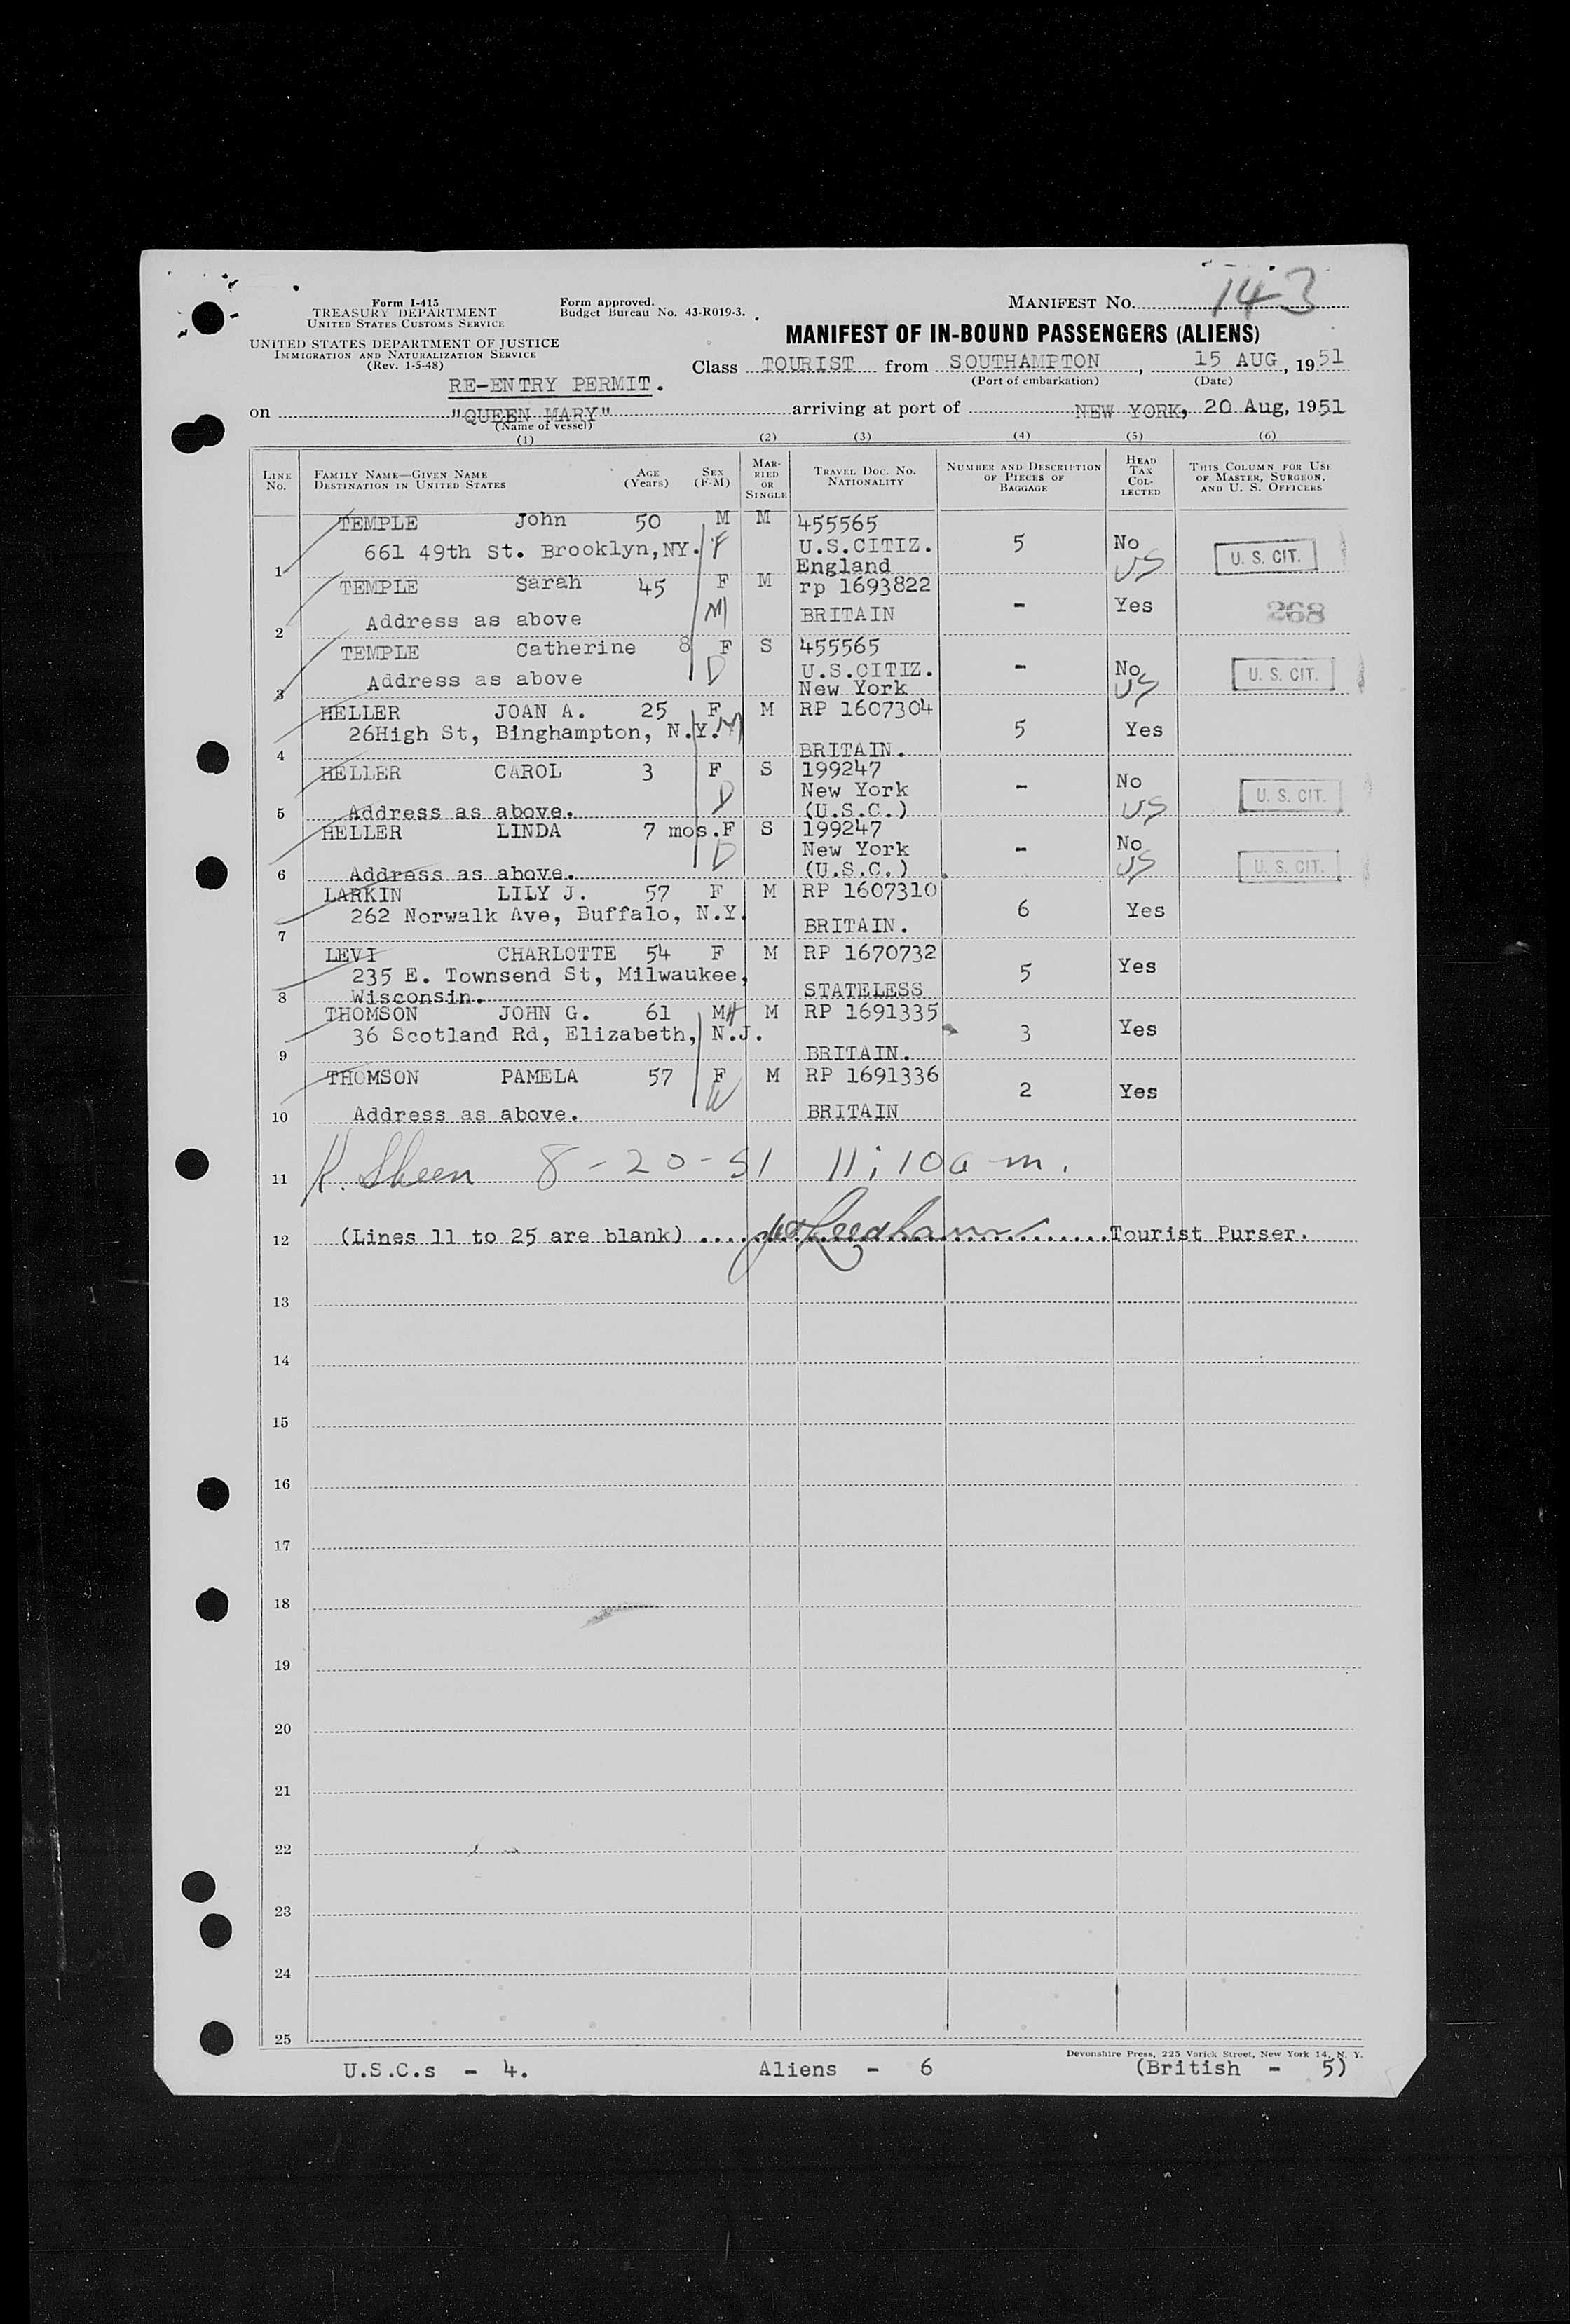 Form I-415
TREASURY DEPARTMENT
UNITED STATES CUSTOMS SERVICE
UNITED STATES DEPARTMENT OF JUSTICE
IMMIGRATION AND NATURALIZATION SERVICE
(Rev. 1-5-48)
Form approved.
Budget Bureau No. 43-R019-3.
MANIFEST NO. 143
MANIFEST OF IN-BOUND PASSENGERS (ALIENS)
Class TOURIST from SOUTHAMPTON, 15 AUG, 1951
(Port of embarkation) (Date)
RE-ENTRY PERMIT.
on "QUEEN MARY" arriving at port of NEW YORK, 20 Aug, 1951
(Name of vessel)
(1) (2) (3) (4) (5) (6)
LINE NO. FAMILY NAME—GIVEN NAME DESTINATION IN UNITED STATES AGE (Years) SEX (F-M) MARRIED OR SINGLE TRAVEL DOC. NO. NATIONALITY NUMBER AND DESCRIPTION OF PIECES OF BAGGAGE HEAD TAX COLLECTED THIS COLUMN FOR USE OF MASTER, SURGEON, AND U. S. OFFICERS
TEMPLE John 50 M M 455565
661 49th St. Brooklyn,NY. F U.S.CITIZ. 5 No U. S. CIT.
1 England US
TEMPLE Sarah 45 F M rp 1693822
Address as above M BRITAIN - Yes 268
2
TEMPLE Catherine 8 F S 455565
Address as above D U.S.CITIZ. - No U. S. CIT.
3 New York US
HELLER JOAN A. 25 F M RP 1607304
26High St, Binghampton, N.Y. M 5 Yes
4 BRITAIN.
HELLER CAROL 3 F S 199247
D New York - No U. S. CIT.
5 Address as above. (U.S.C.) US
HELLER LINDA 7 mos. F S 199247
D New York - No U. S. CIT.
6 Address as above. (U.S.C.) US
LARKIN LILY J. 57 F M RP 1607310
262 Norwalk Ave, Buffalo, N.Y. BRITAIN. 6 Yes
7
LEVI CHARLOTTE 54 F M RP 1670732
235 E. Townsend St, Milwaukee, 5 Yes
8 Wisconsin. STATELESS
THOMSON JOHN G. 61 M H M RP 1691335
36 Scotland Rd, Elizabeth, N.J. 3 Yes
9 BRITAIN.
THOMSON PAMELA 57 F M RP 1691336
W 2 Yes
10 Address as above. BRITAIN
11 K. Sheen 8-20-51 11:10 a m.
12 (Lines 11 to 25 are blank) Tourist Purser.
13
14
15
16
17
18
19
20
21
22
23
24
25
Devonshire Press, 225 Varick Street, New York 14, N. Y.
U.S.C.s - 4. Aliens - 6 (British - 5)